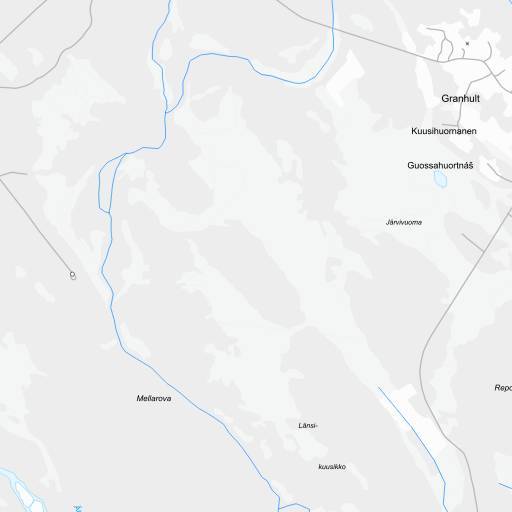 Granhult
Kuusihuomanen
Guossahuortnáš
Järvivuoma
Mellarova
Länsi-
kuusikko